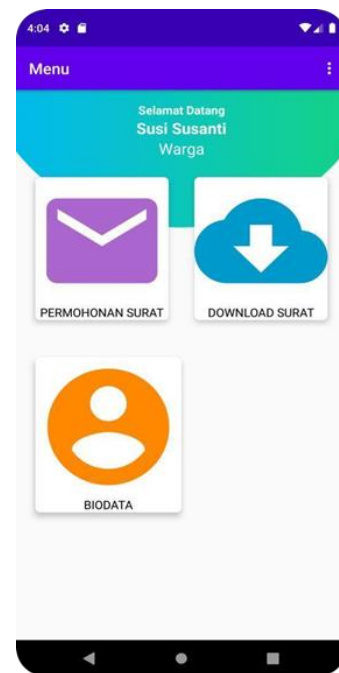 4:04
Menu
Selamat Datang
Susi Susanti
Warga
PERMOHONAN SURAT
DOWNLOAD SURAT
BIODATA